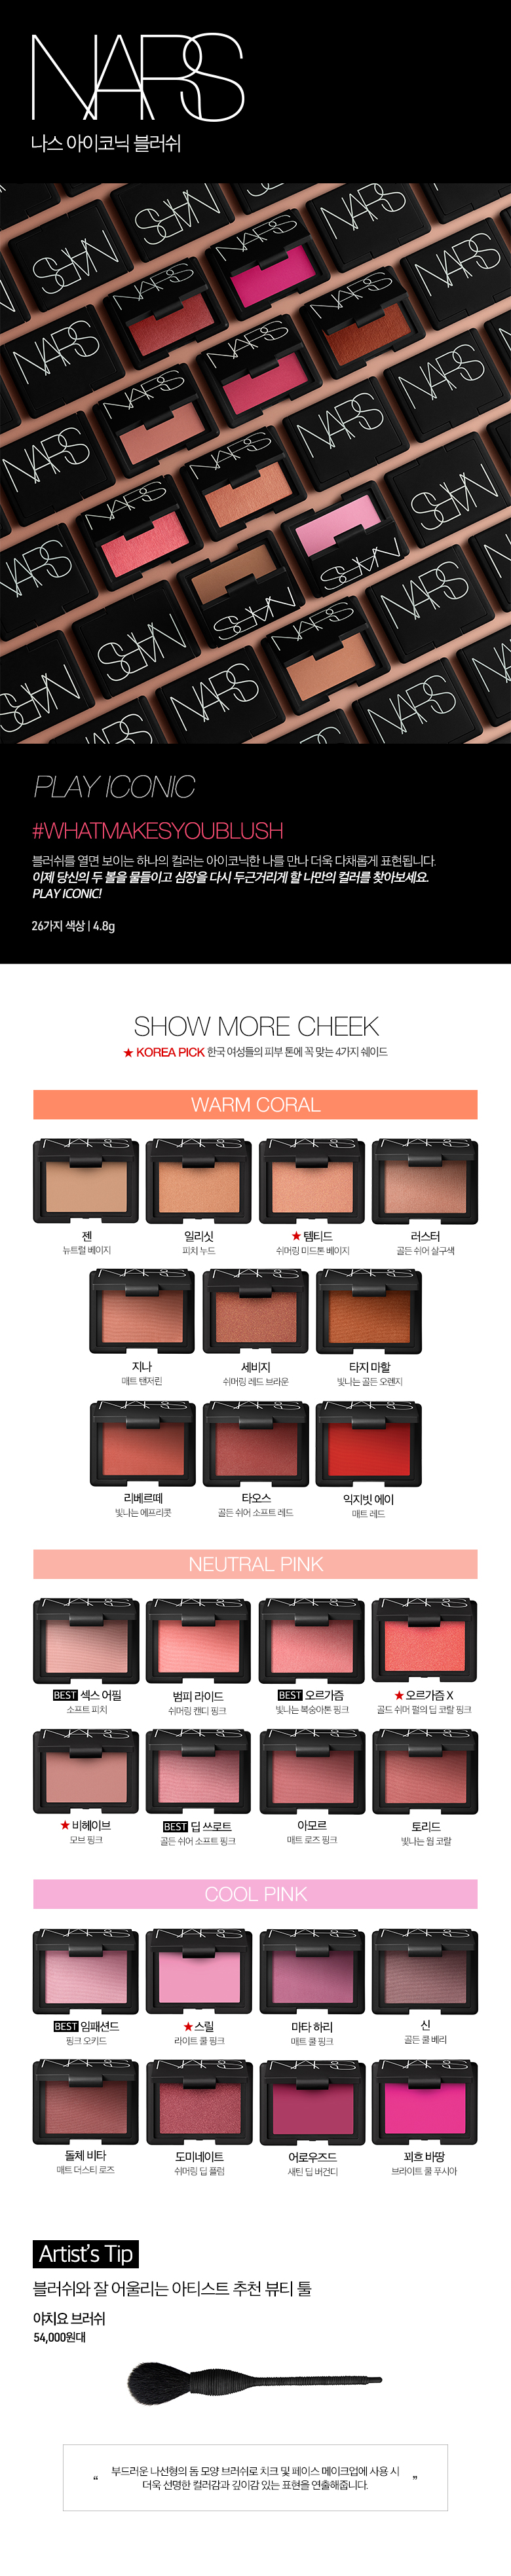 NARS
나스 아이코닉 블러쉬
PLAY ICONIC
#WHATMAKESYOUBLUSH
블러쉬를 열면 보이는 하나의 컬러는 아이코닉한 나를 만나 더욱 다채롭게 표현됩니다.
이제 당신의 두 볼을 물들이고 심장을 다시 두근거리게 할 나만의 컬러를 찾아보세요.
PLAY ICONIC!
26가지 색상 | 4.8g
SHOW MORE CHEEK
★ KOREA PICK 한국 여성들의 피부 톤에 꼭 맞는 4가지 쉐이드
WARM CORAL
젠 일리싯 ★템티드 러스터
뉴트럴 베이지 피치 누드 쉬머링 미드톤 베이지 골든 쉬어 살구색
지나 세비지 타지 마할
매트 탠저린 쉬머링 레드 브라운 빛나는 골든 오렌지
리베르떼 타오스 익지빗 에이
빛나는 에프리콧 골든 쉬어 소프트 레드 매트 레드
NEUTRAL PINK
BEST 섹스 어필 범피 라이드 BEST 오르가즘 ★오르가즘 X
소프트 피치 쉬머링 캔디 핑크 빛나는 복숭아톤 핑크 골드 쉬머 펄의 딥 코랄 핑크
★비헤이브 BEST 딥 쓰로트 아모르 토리드
모브 핑크 골든 쉬어 소프트 핑크 매트 로즈 핑크 빛나는 웜 코랄
COOL PINK
BEST 임패션드 ★스릴 마타 하리 신
핑크 오키드 라이트 쿨 핑크 매트 쿨 핑크 골든 쿨 베리
돌체 비타 도미네이트 어로우즈드 꾀흐 바땅
매트 더스티 로즈 쉬머링 딥 플럼 새틴 딥 버건디 브라이트 쿨 푸시아
Artist's Tip
블러쉬와 잘 어울리는 아티스트 추천 뷰티 툴
야치요 브러쉬
54,000원대
“ 부드러운 나선형의 돔 모양 브러쉬로 치크 및 페이스 메이크업에 사용 시
더욱 선명한 컬러감과 깊이감 있는 표현을 연출해줍니다. ”